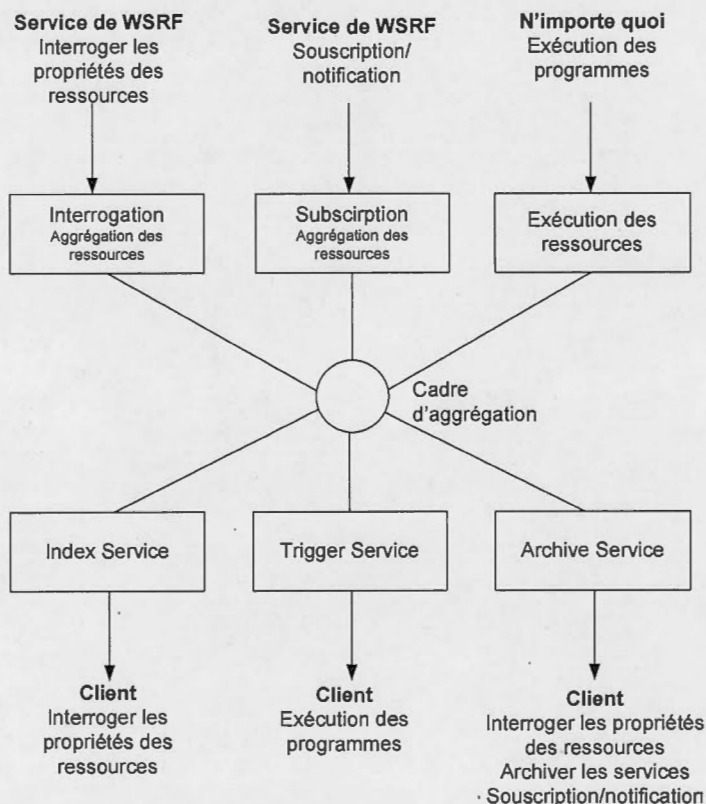 Service de WSRF
Interroger les
propriétés des
ressources
Service de WSRF
Souscription/
notification
N'importe quoi
Exécution des
programmes
Interrogation
Aggrégation des
ressources
Subscirption
Aggrégation des
ressources
Exécution des
ressources
Cadre
d'aggrégation
Index Service
Trigger Service
Archive Service
Client
Interroger les
propriétés des
ressources
Client
Exécution des
programmes
Client
Interroger les propriétés
des ressources
Archiver les services
Souscription/notification